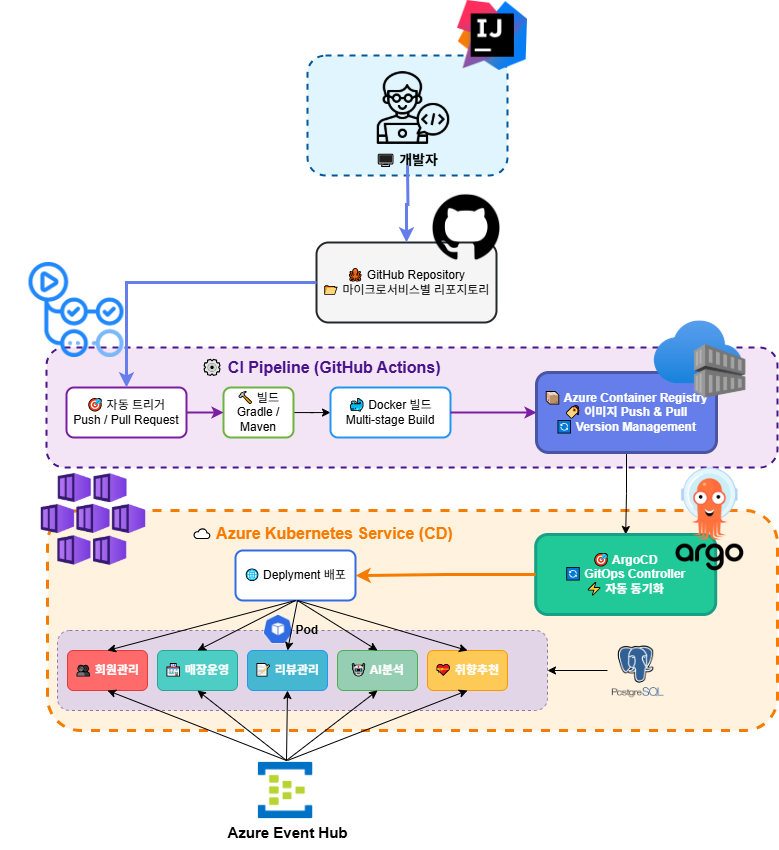 IJ
</>
🖥️ 개발자
GitHub Repository
📂 마이크로서비스별 리포지토리
CI Pipeline (GitHub Actions)
🎯 자동 트리거
Push / Pull Request
🔨 빌드
Gradle /
Maven
🐳 Docker 빌드
Multi-stage Build
📦 Azure Container Registry
🏷️ 이미지 Push & Pull
🔄 Version Management
☁️ Azure Kubernetes Service (CD)
argo
🎯 ArgoCD
🔄 GitOps Controller
⚡ 자동 동기화
🌐 Deplyment 배포
Pod
👥 회원관리
🏪 매장운영
📝 리뷰관리
AI분석
💝 취향추천
PostgreSQL
Azure Event Hub